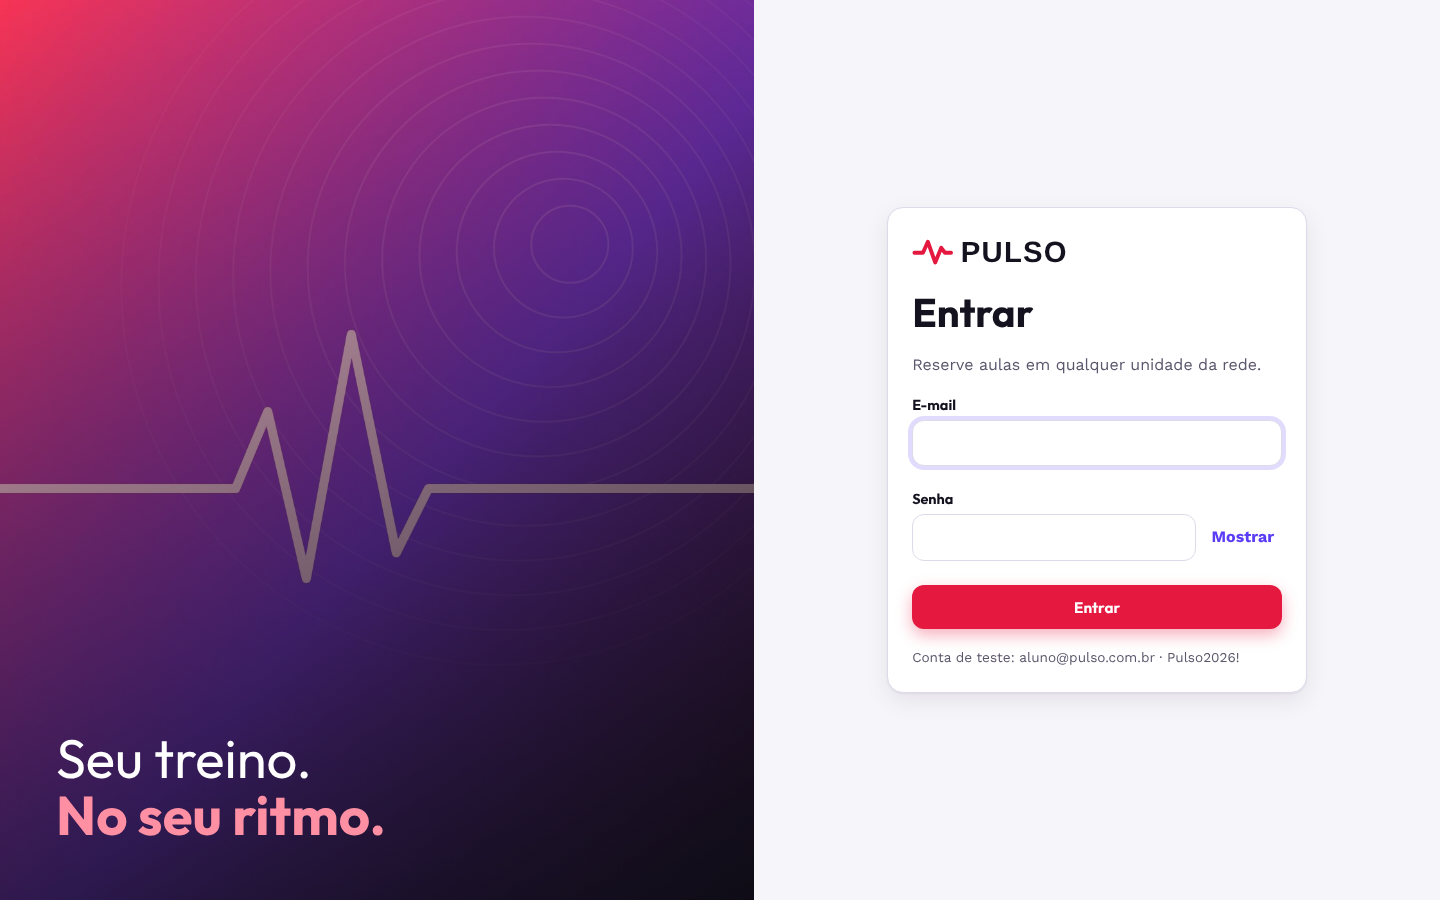 Seu treino.
No seu ritmo.
PULSO
Entrar
Reserve aulas em qualquer unidade da rede.
E-mail
Senha
Mostrar
Entrar
Conta de teste: aluno@pulso.com.br · Pulso2026!